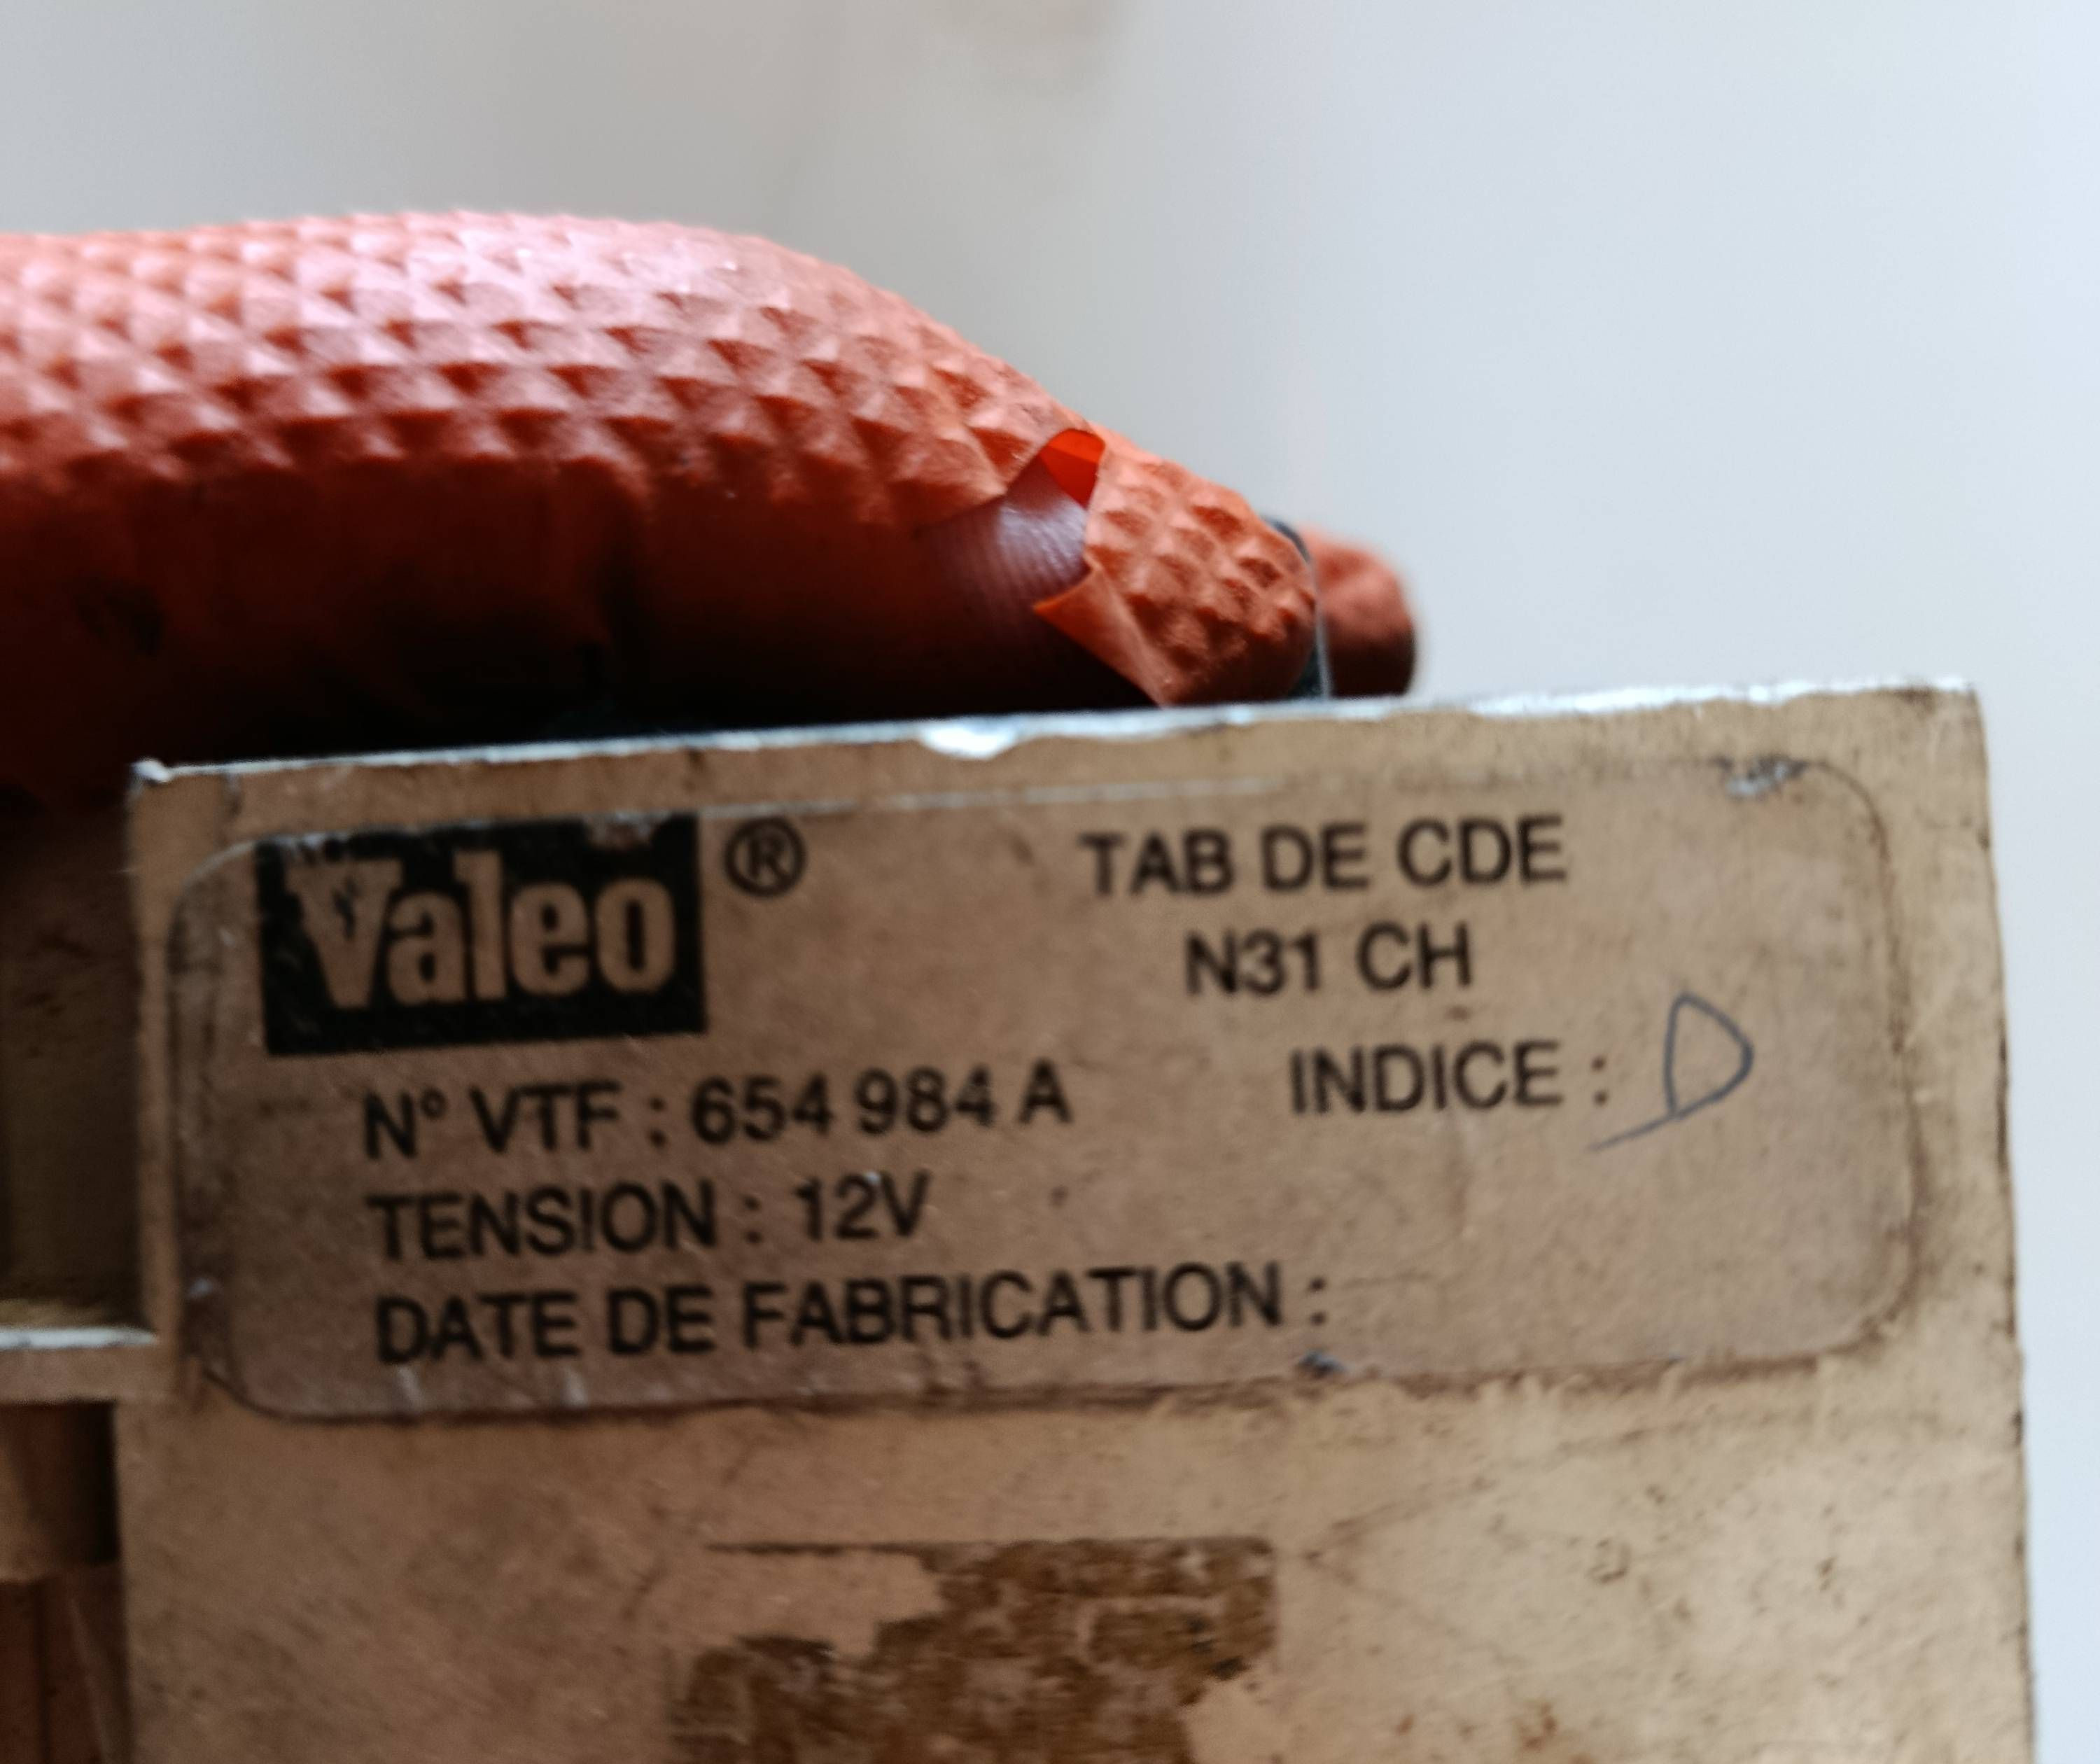 Valeo ®
TAB DE CDE
N31 CH
INDICE : D
N° VTF : 654 984 A
TENSION : 12V
DATE DE FABRICATION :